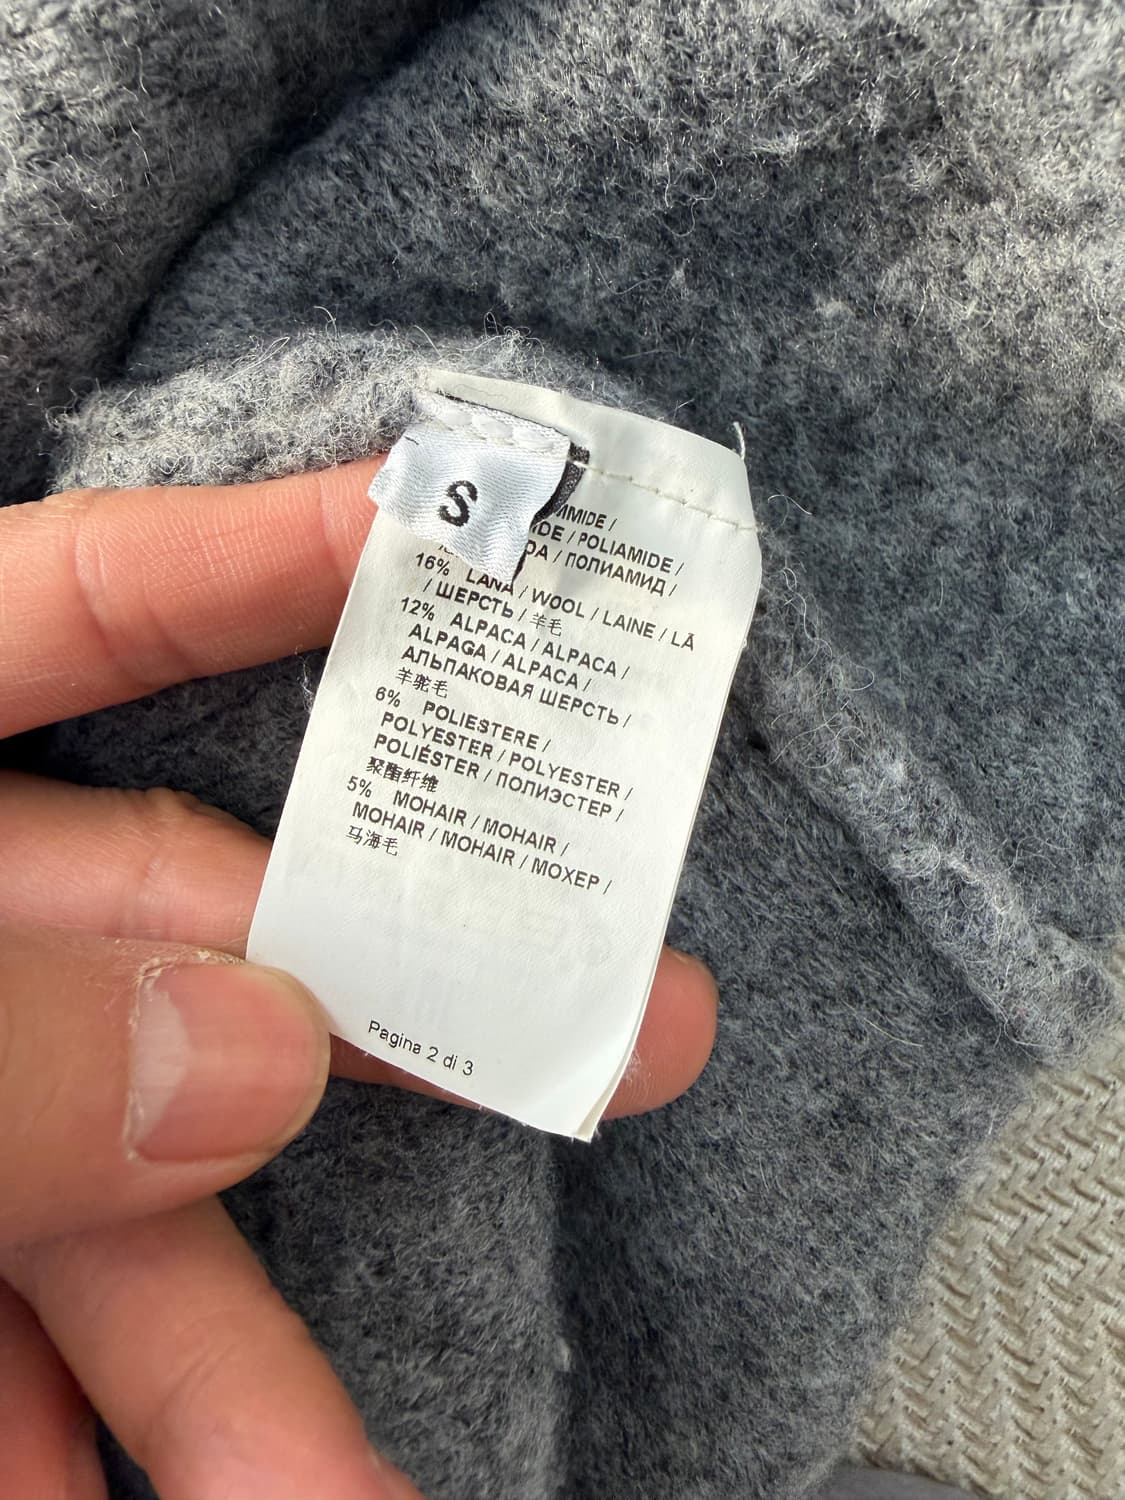 S
/ POLIAMIDE /
/ ПОЛИАМИД /
16% LANA / WOOL / LAINE / LÃ
/ ШЕРСТЬ / 羊毛
12% ALPACA / ALPACA /
ALPAGA / ALPACA /
АЛЬПАКОВАЯ ШЕРСТЬ /
羊驼毛
6% POLIESTERE /
POLYESTER / POLYESTER /
POLIÉSTER / ПОЛИЭСТЕР /
聚酯纤维
5% MOHAIR / MOHAIR /
MOHAIR / MOHAIR / МОХЕР /
马海毛
Pagina 2 di 3